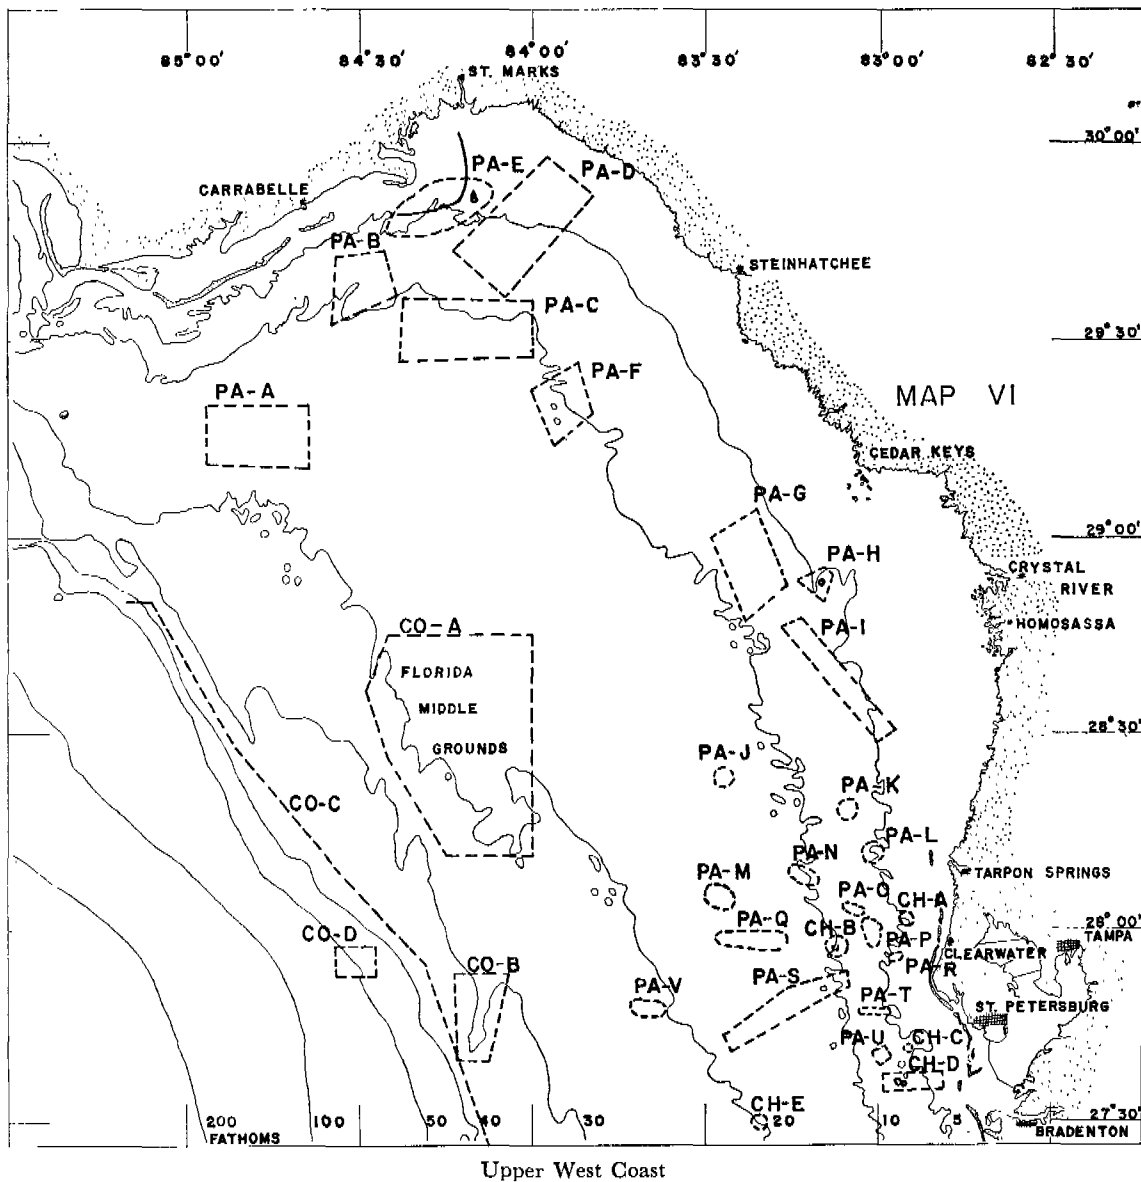 85°00'
84°30'
84°00'
83°30'
83°00'
82°30'
ST. MARKS
30°00'
PA-E
PA-D
CARRABELLE
PA-B
STEINHATCHEE
PA-C
29°30'
PA-F
PA-A
MAP VI
CEDAR KEYS
PA-G
29°00'
PA-H
CRYSTAL
RIVER
CO-A
PA-I
HOMOSASSA
FLORIDA
MIDDLE
GROUNDS
28°30'
PA-J
PA-K
CO-C
PA-L
PA-N
PA-M
TARPON SPRINGS
PA-O
CH-A
PA-Q
CH-B
28°00'
TAMPA
CO-D
PA-P
CLEARWATER
CO-B
PA-R
PA-S
PA-V
PA-T
ST. PETERSBURG
PA-U
CH-C
CH-D
CH-E
200
100
50
40
30
20
10
5
27°30'
FATHOMS
BRADENTON
Upper West Coast